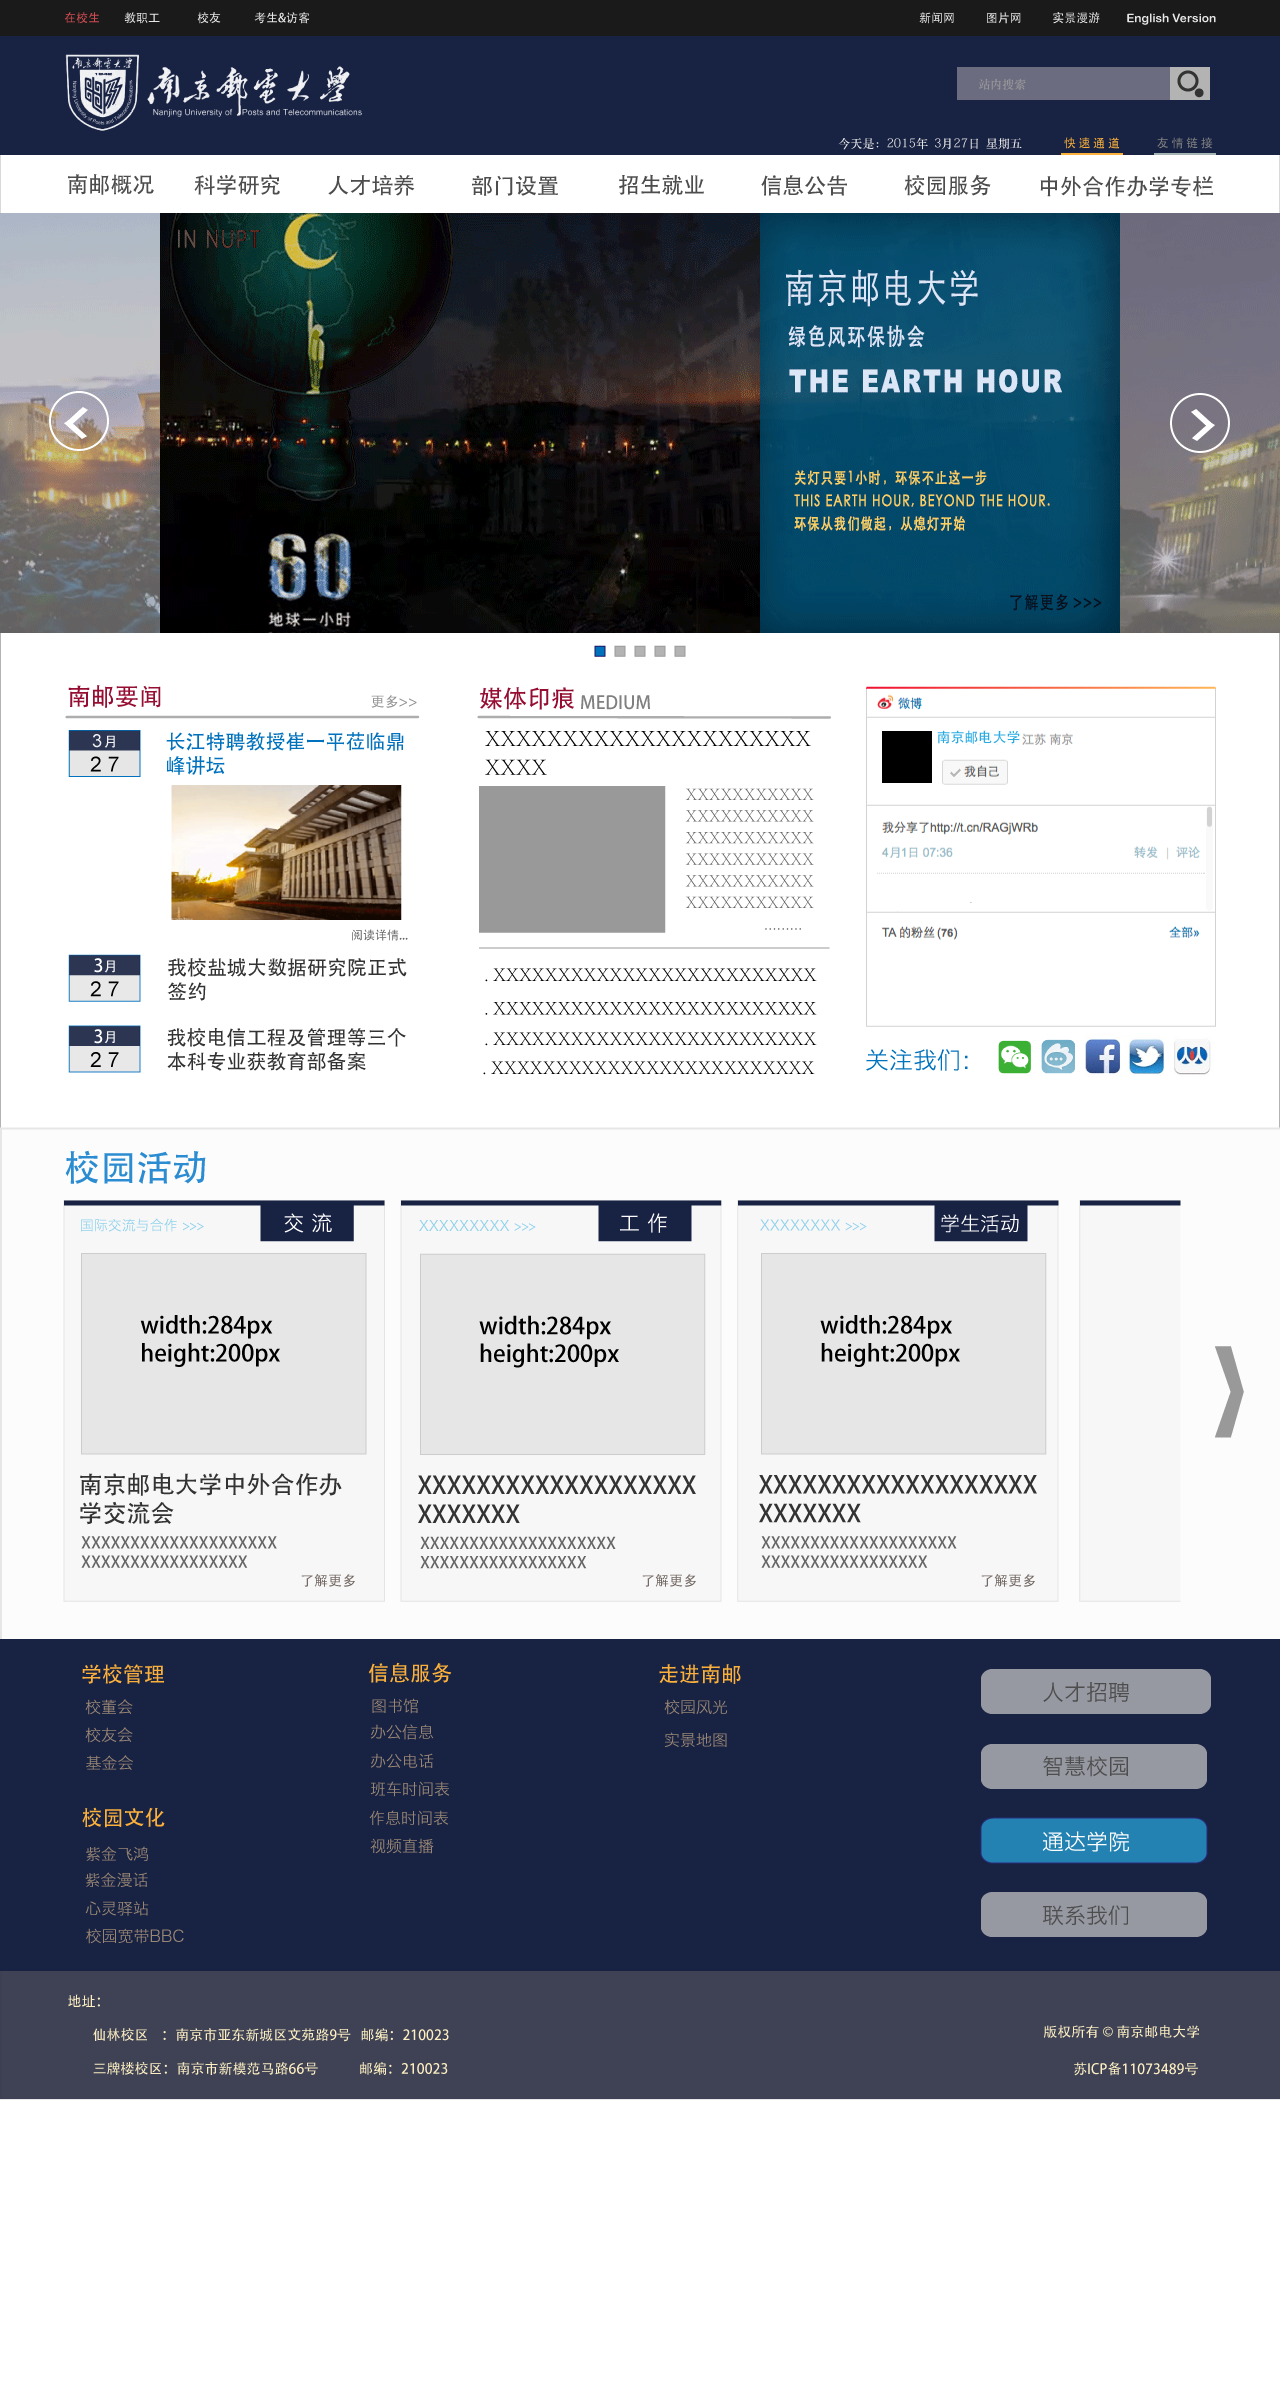 在校生 教职工 校友 考生&访客 新闻网 图片网 实景漫游 English Version
南京邮电大学
Nanjing University of Posts and Telecommunications
站内搜索
今天是：2015年 3月27日 星期五 快速通道 友情链接
南邮概况 科学研究 人才培养 部门设置 招生就业 信息公告 校园服务 中外合作办学专栏
IN NUPT
60
地球一小时
南京邮电大学
绿色风环保协会
THE EARTH HOUR
关灯只要1小时，环保不止这一步
THIS EARTH HOUR, BEYOND THE HOUR.
环保从我们做起，从熄灯开始
了解更多 >>>
南邮要闻 更多>>
3月
27
长江特聘教授崔一平莅临鼎
峰讲坛
阅读详情...
3月
27
我校盐城大数据研究院正式
签约
3月
27
我校电信工程及管理等三个
本科专业获教育部备案
媒体印痕 MEDIUM
XXXXXXXXXXXXXXXXXXXXX
XXXX
XXXXXXXXXXX
XXXXXXXXXXX
XXXXXXXXXXX
XXXXXXXXXXX
XXXXXXXXXXX
XXXXXXXXXXX
.........
. XXXXXXXXXXXXXXXXXXXXXXXXX
. XXXXXXXXXXXXXXXXXXXXXXXXX
. XXXXXXXXXXXXXXXXXXXXXXXXX
. XXXXXXXXXXXXXXXXXXXXXXXXX
微博
南京邮电大学 江苏 南京
我自己
我分享了http://t.cn/RAGjWRb
4月1日 07:36 转发 | 评论
TA 的粉丝(76) 全部»
关注我们：
校园活动
国际交流与合作 >>> 交流
width:284px
height:200px
南京邮电大学中外合作办
学交流会
XXXXXXXXXXXXXXXXXXXX
XXXXXXXXXXXXXXXXX
了解更多
XXXXXXXXX >>> 工作
width:284px
height:200px
XXXXXXXXXXXXXXXXXXX
XXXXXXX
XXXXXXXXXXXXXXXXXXXX
XXXXXXXXXXXXXXXXX
了解更多
XXXXXXXX >>> 学生活动
width:284px
height:200px
XXXXXXXXXXXXXXXXXXX
XXXXXXX
XXXXXXXXXXXXXXXXXXXX
XXXXXXXXXXXXXXXXX
了解更多
学校管理
校董会
校友会
基金会
校园文化
紫金飞鸿
紫金漫话
心灵驿站
校园宽带BBC
信息服务
图书馆
办公信息
办公电话
班车时间表
作息时间表
视频直播
走进南邮
校园风光
实景地图
人才招聘
智慧校园
通达学院
联系我们
地址：
仙林校区 ：南京市亚东新城区文苑路9号 邮编：210023
三牌楼校区：南京市新模范马路66号 邮编：210023
版权所有 © 南京邮电大学
苏ICP备11073489号